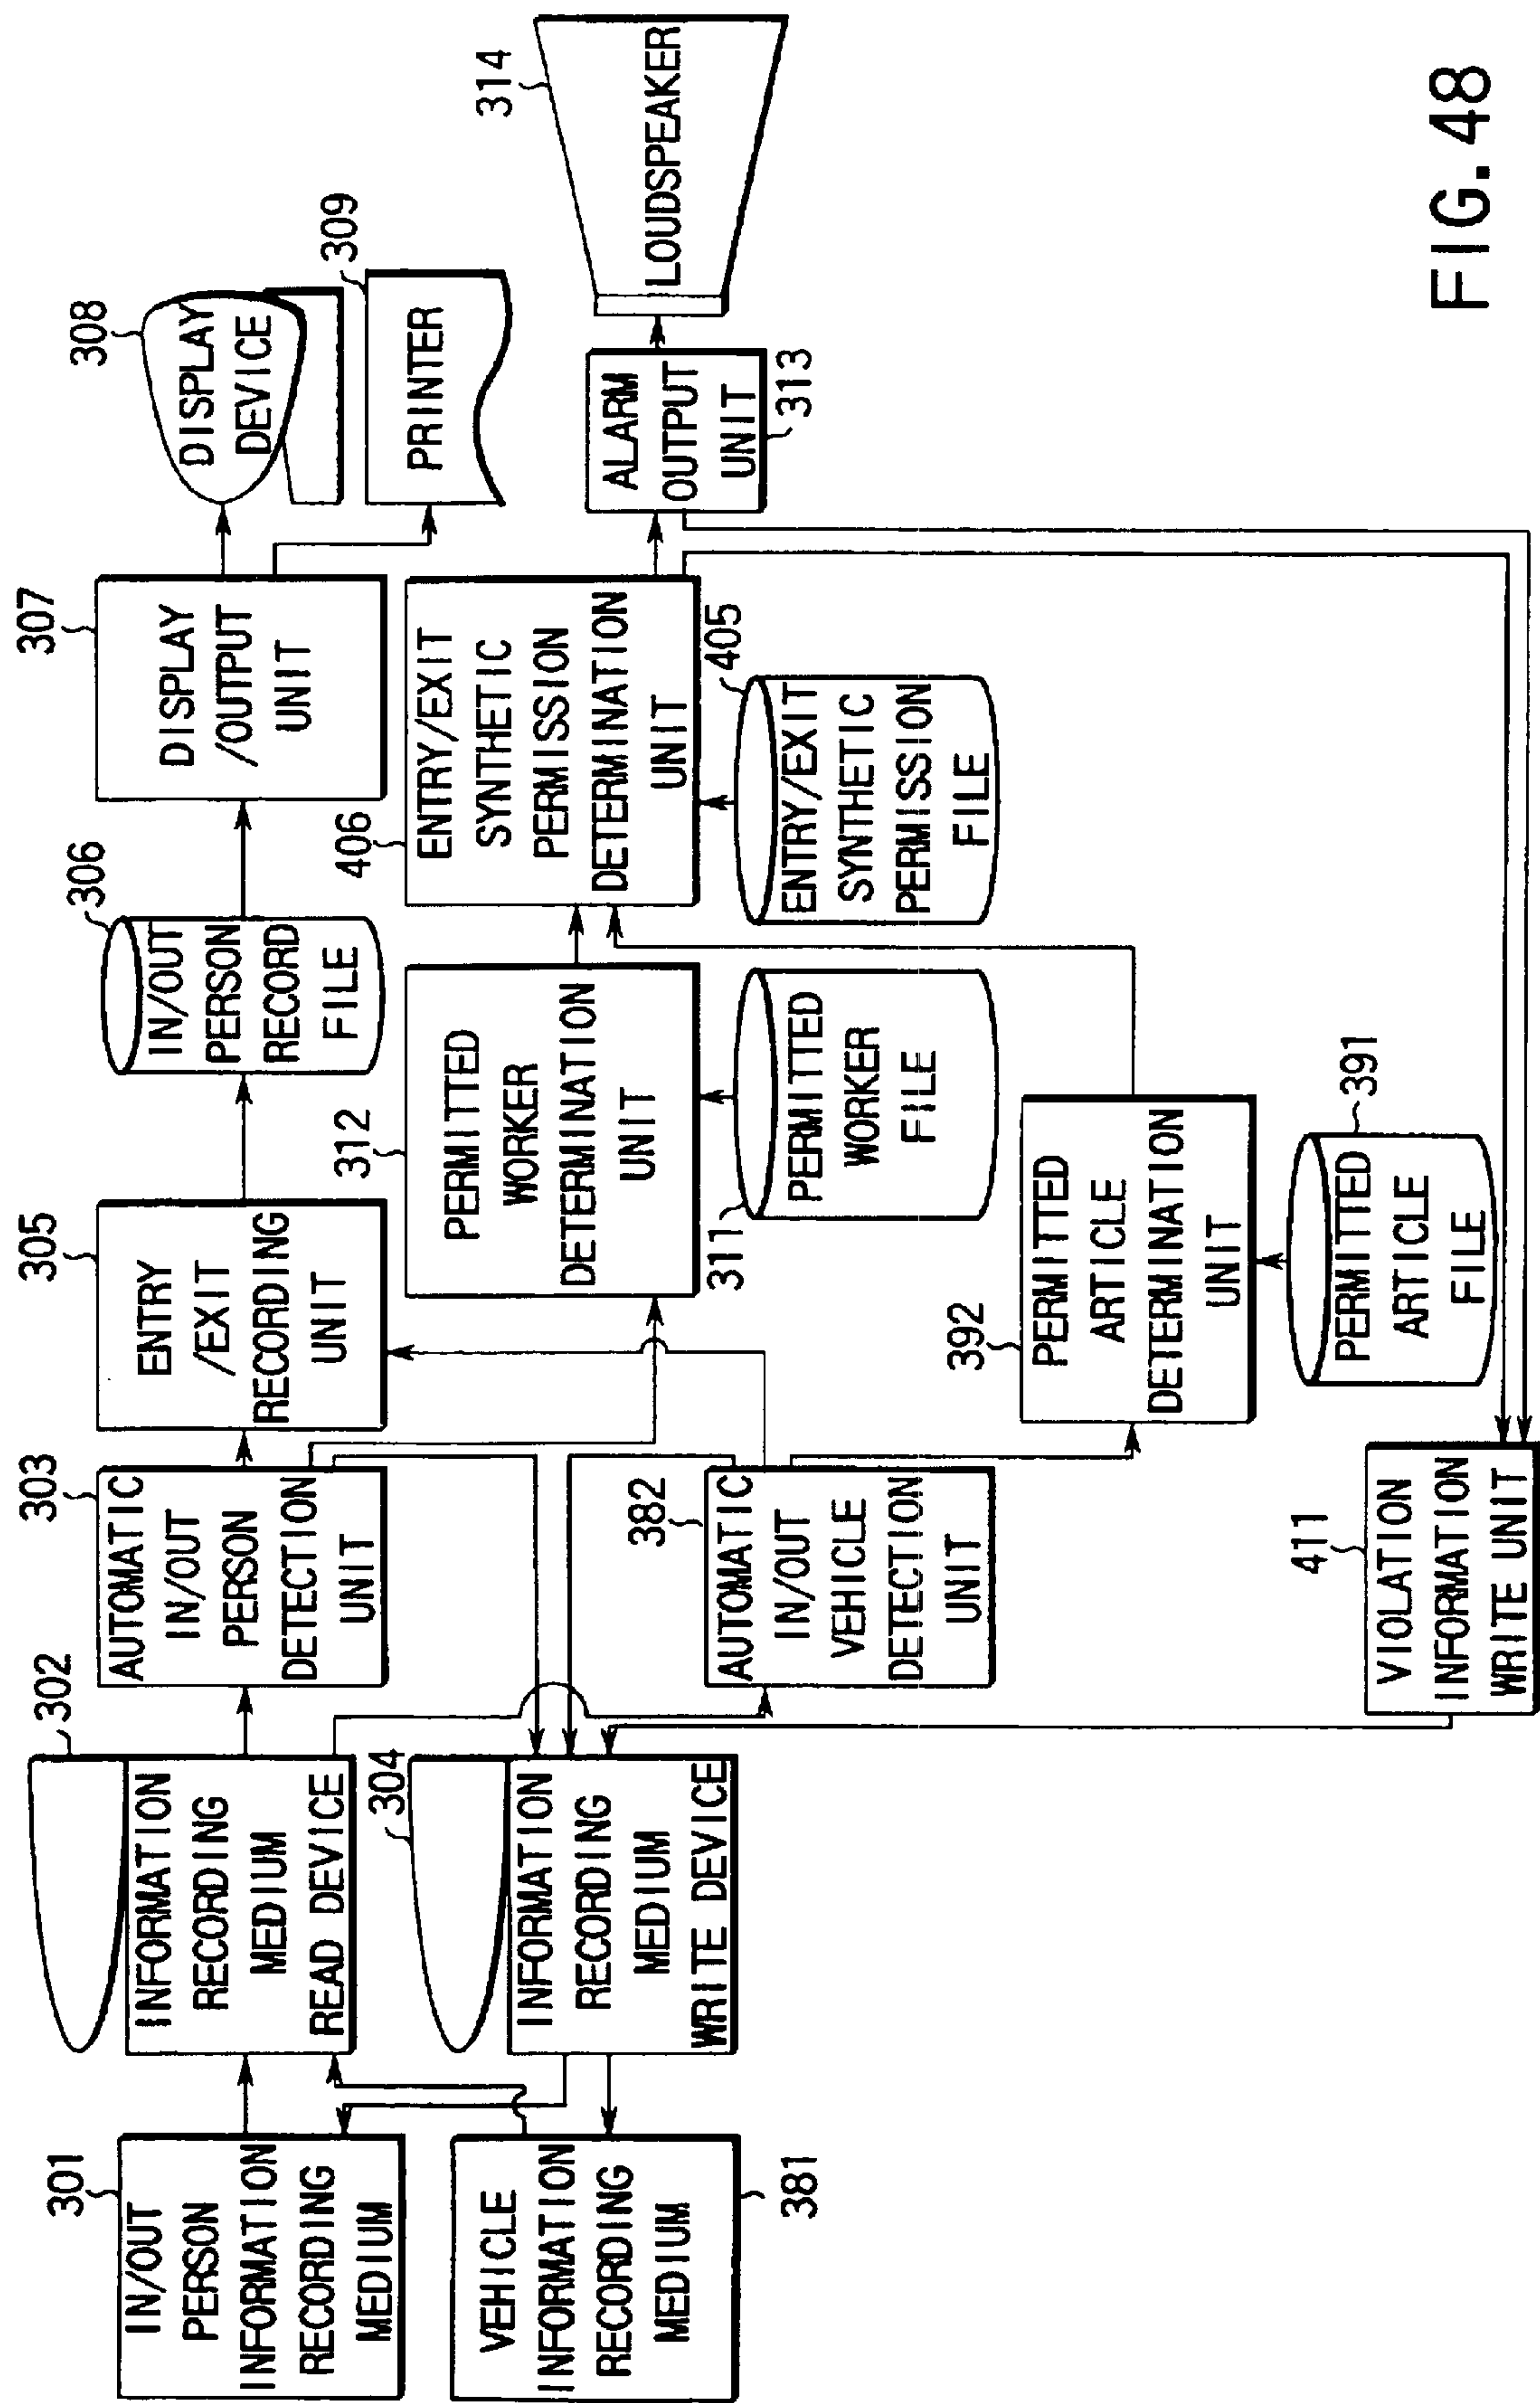 301
IN/OUT
PERSON
INFORMATION
RECORDING
MEDIUM
302
INFORMATION
RECORDING
MEDIUM
READ DEVICE
303
AUTOMATIC
IN/OUT
PERSON
DETECTION
UNIT
305
ENTRY
/EXIT
RECORDING
UNIT
306
IN/OUT
PERSON
RECORD
FILE
307
DISPLAY
/OUTPUT
UNIT
308
DISPLAY
DEVICE
309
PRINTER
VEHICLE
INFORMATION
RECORDING
MEDIUM
381
304
INFORMATION
RECORDING
MEDIUM
WRITE DEVICE
382
AUTOMATIC
IN/OUT
VEHICLE
DETECTION
UNIT
312
PERMITTED
WORKER
DETERMINATION
UNIT
311
PERMITTED
WORKER
FILE
406
ENTRY/EXIT
SYNTHETIC
PERMISSION
DETERMINATION
UNIT
405
ENTRY/EXIT
SYNTHETIC
PERMISSION
FILE
ALARM
OUTPUT
UNIT
313
314
LOUDSPEAKER
392
PERMITTED
ARTICLE
DETERMINATION
UNIT
391
PERMITTED
ARTICLE
FILE
411
VIOLATION
INFORMATION
WRITE UNIT
FIG. 48